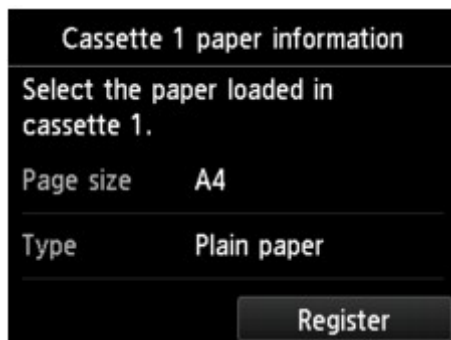 Cassette 1 paper information
Select the paper loaded in
cassette 1.
Page size A4
Type Plain paper
Register